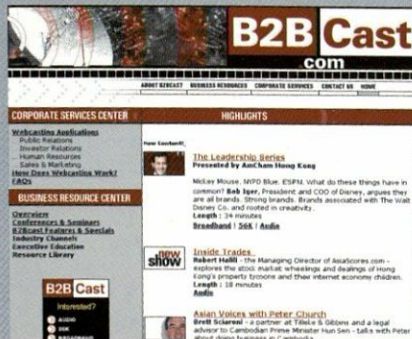 B2B Cast
.com
ABOUT B2BCAST BUSINESS RESOURCES CORPORATE SERVICES CONTACT US HOME
CORPORATE SERVICES CENTER
Webcasting Applications
Public Relations
Investor Relations
Human Resources
Sales & Marketing
How Does Webcasting Work?
FAQs
BUSINESS RESOURCE CENTER
Overview
Conferences & Seminars
B2Bcast Features & Specials
Industry Channels
Executive Education
Resource Library
B2B Cast
Interested?
AUDIO
56K
BROADBAND
HIGHLIGHTS
The Leadership Series
Presented by AmCham Hong Kong
Mickey Mouse, NYPD Blue, ESPN. What do these things have in
common? Bob Iger, President and COO of Disney, argues they
are all brands. Strong brands. Brands associated with The Walt
Disney Co. and rooted in creativity.
Length : 34 minutes
Broadband | 56K | Audio
new
show
Inside Trades
Robert Halili - the Managing Director of AsiaScores.com -
explores the stock market wheelings and dealings of Hong
Kong's property tycoons and their internet economy children.
Length : 18 minutes
Audio
Asian Voices with Peter Church
Brett Sciaroni - a partner at Tilleke & Gibbins and a legal
advisor to Cambodian Prime Minister Hun Sen - talks with Peter
about doing business in Cambodia.